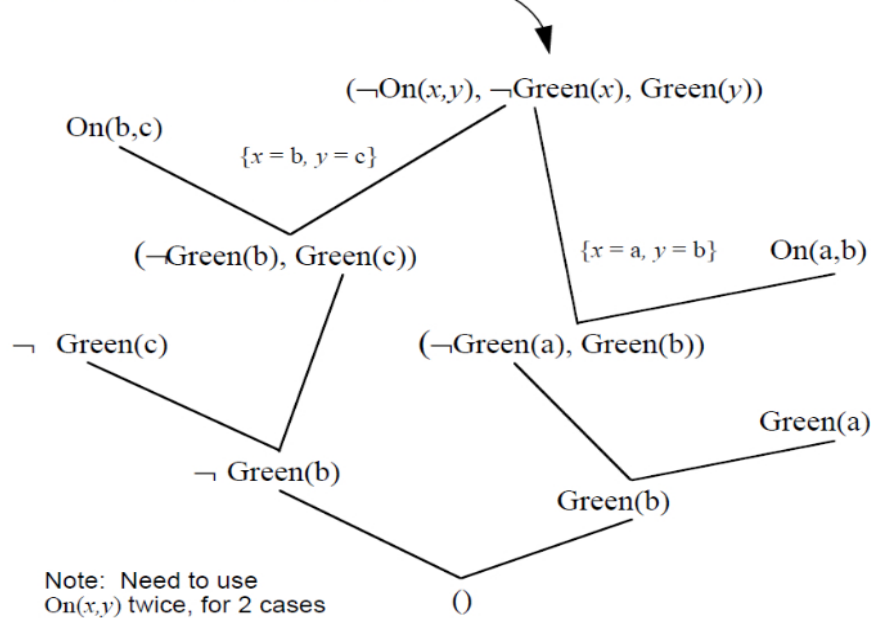 (¬On(x,y), ¬Green(x), Green(y))
On(b,c)
{x = b, y = c}
(¬Green(b), Green(c))
{x = a, y = b}
On(a,b)
¬ Green(c)
(¬Green(a), Green(b))
Green(a)
¬ Green(b)
Green(b)
Note: Need to use
On(x,y) twice, for 2 cases
()